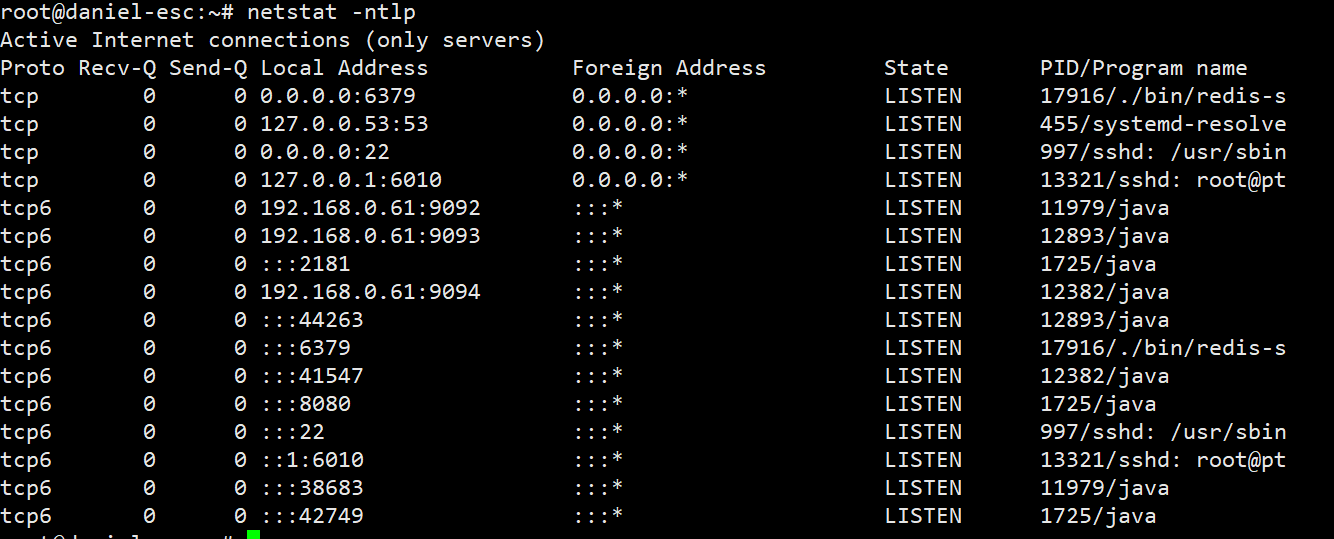 root@daniel-esc:~# netstat -ntlp
Active Internet connections (only servers)
Proto Recv-Q Send-Q Local Address           Foreign Address         State       PID/Program name
tcp        0      0 0.0.0.0:6379            0.0.0.0:*               LISTEN      17916/./bin/redis-s
tcp        0      0 127.0.0.53:53           0.0.0.0:*               LISTEN      455/systemd-resolve
tcp        0      0 0.0.0.0:22              0.0.0.0:*               LISTEN      997/sshd: /usr/sbin
tcp        0      0 127.0.0.1:6010          0.0.0.0:*               LISTEN      13321/sshd: root@pt
tcp6       0      0 192.168.0.61:9092       :::*                    LISTEN      11979/java
tcp6       0      0 192.168.0.61:9093       :::*                    LISTEN      12893/java
tcp6       0      0 :::2181                 :::*                    LISTEN      1725/java
tcp6       0      0 192.168.0.61:9094       :::*                    LISTEN      12382/java
tcp6       0      0 :::44263                :::*                    LISTEN      12893/java
tcp6       0      0 :::6379                 :::*                    LISTEN      17916/./bin/redis-s
tcp6       0      0 :::41547                :::*                    LISTEN      12382/java
tcp6       0      0 :::8080                 :::*                    LISTEN      1725/java
tcp6       0      0 :::22                   :::*                    LISTEN      997/sshd: /usr/sbin
tcp6       0      0 ::1:6010                :::*                    LISTEN      13321/sshd: root@pt
tcp6       0      0 :::38683                :::*                    LISTEN      11979/java
tcp6       0      0 :::42749                :::*                    LISTEN      1725/java